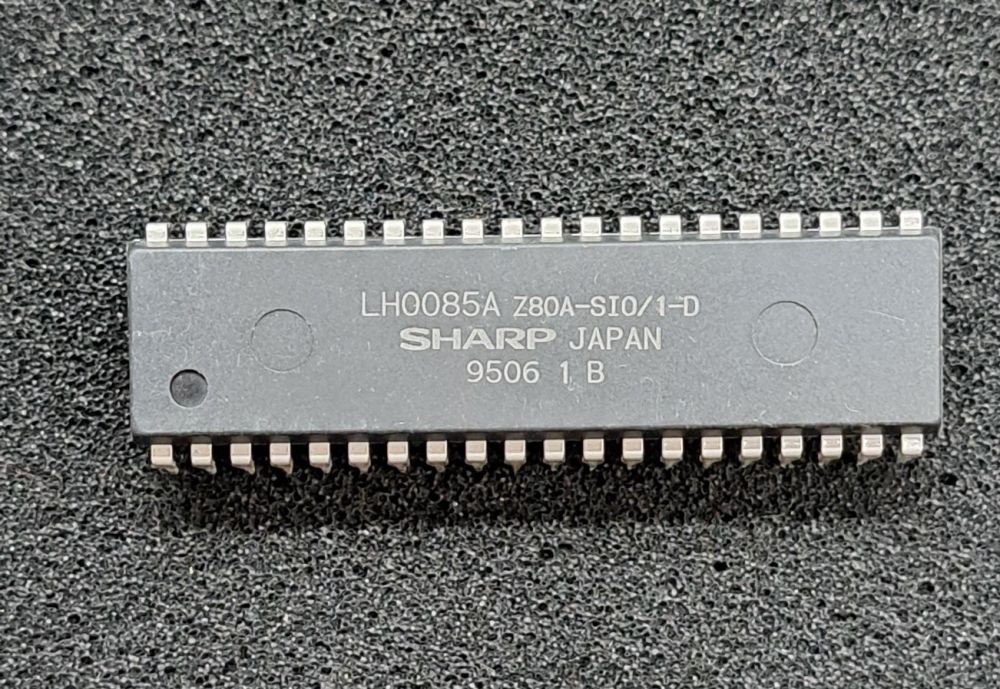 LH0085A Z80A-SIO/1-D
SHARP JAPAN
9506 1 B